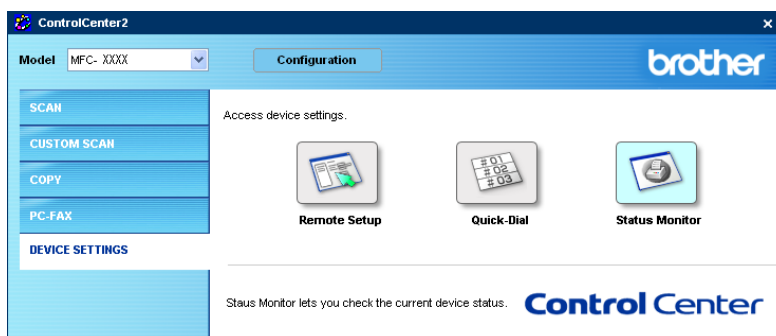 ControlCenter2
Model MFC- XXXX Configuration brother
SCAN
CUSTOM SCAN
COPY
PC-FAX
DEVICE SETTINGS
Access device settings.
#01
#02
#03
Remote Setup Quick-Dial Status Monitor
Staus Monitor lets you check the current device status. Control Center